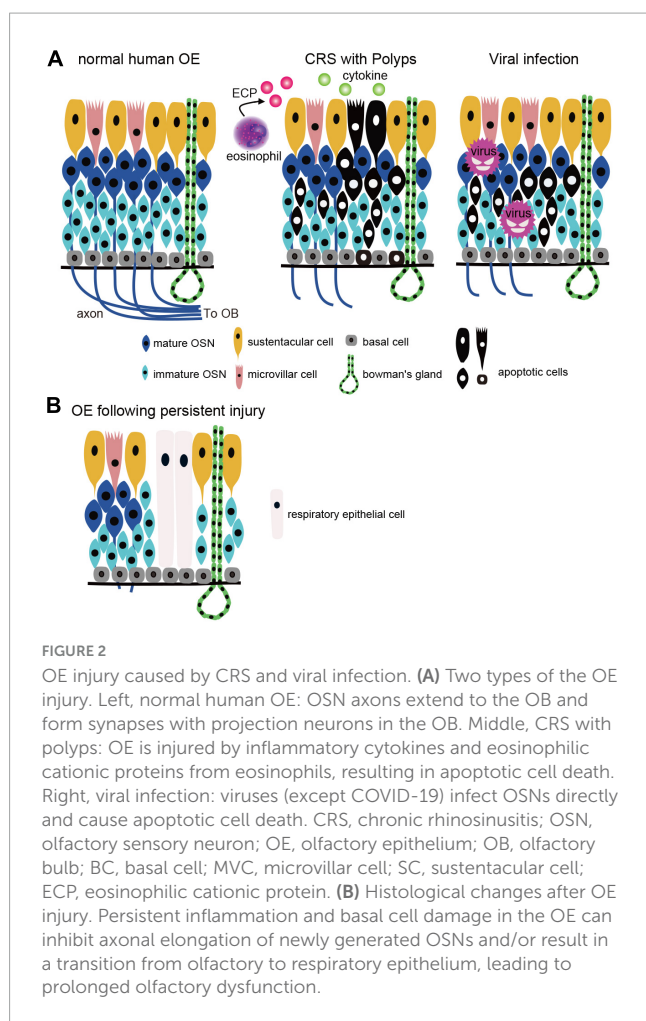 A
normal human OE
CRS with Polyps
Viral infection
ECP
cytokine
eosinophil
virus
virus
axon
To OB
mature OSN
sustentacular cell
basal cell
apoptotic cells
immature OSN
microvillar cell
bowman's gland
B
OE following persistent injury
respiratory epithelial cell
FIGURE 2
OE injury caused by CRS and viral infection. (A) Two types of the OE
injury. Left, normal human OE: OSN axons extend to the OB and
form synapses with projection neurons in the OB. Middle, CRS with
polyps: OE is injured by inflammatory cytokines and eosinophilic
cationic proteins from eosinophils, resulting in apoptotic cell death.
Right, viral infection: viruses (except COVID-19) infect OSNs directly
and cause apoptotic cell death. CRS, chronic rhinosinusitis; OSN,
olfactory sensory neuron; OE, olfactory epithelium; OB, olfactory
bulb; BC, basal cell; MVC, microvillar cell; SC, sustentacular cell;
ECP, eosinophilic cationic protein. (B) Histological changes after OE
injury. Persistent inflammation and basal cell damage in the OE can
inhibit axonal elongation of newly generated OSNs and/or result in
a transition from olfactory to respiratory epithelium, leading to
prolonged olfactory dysfunction.